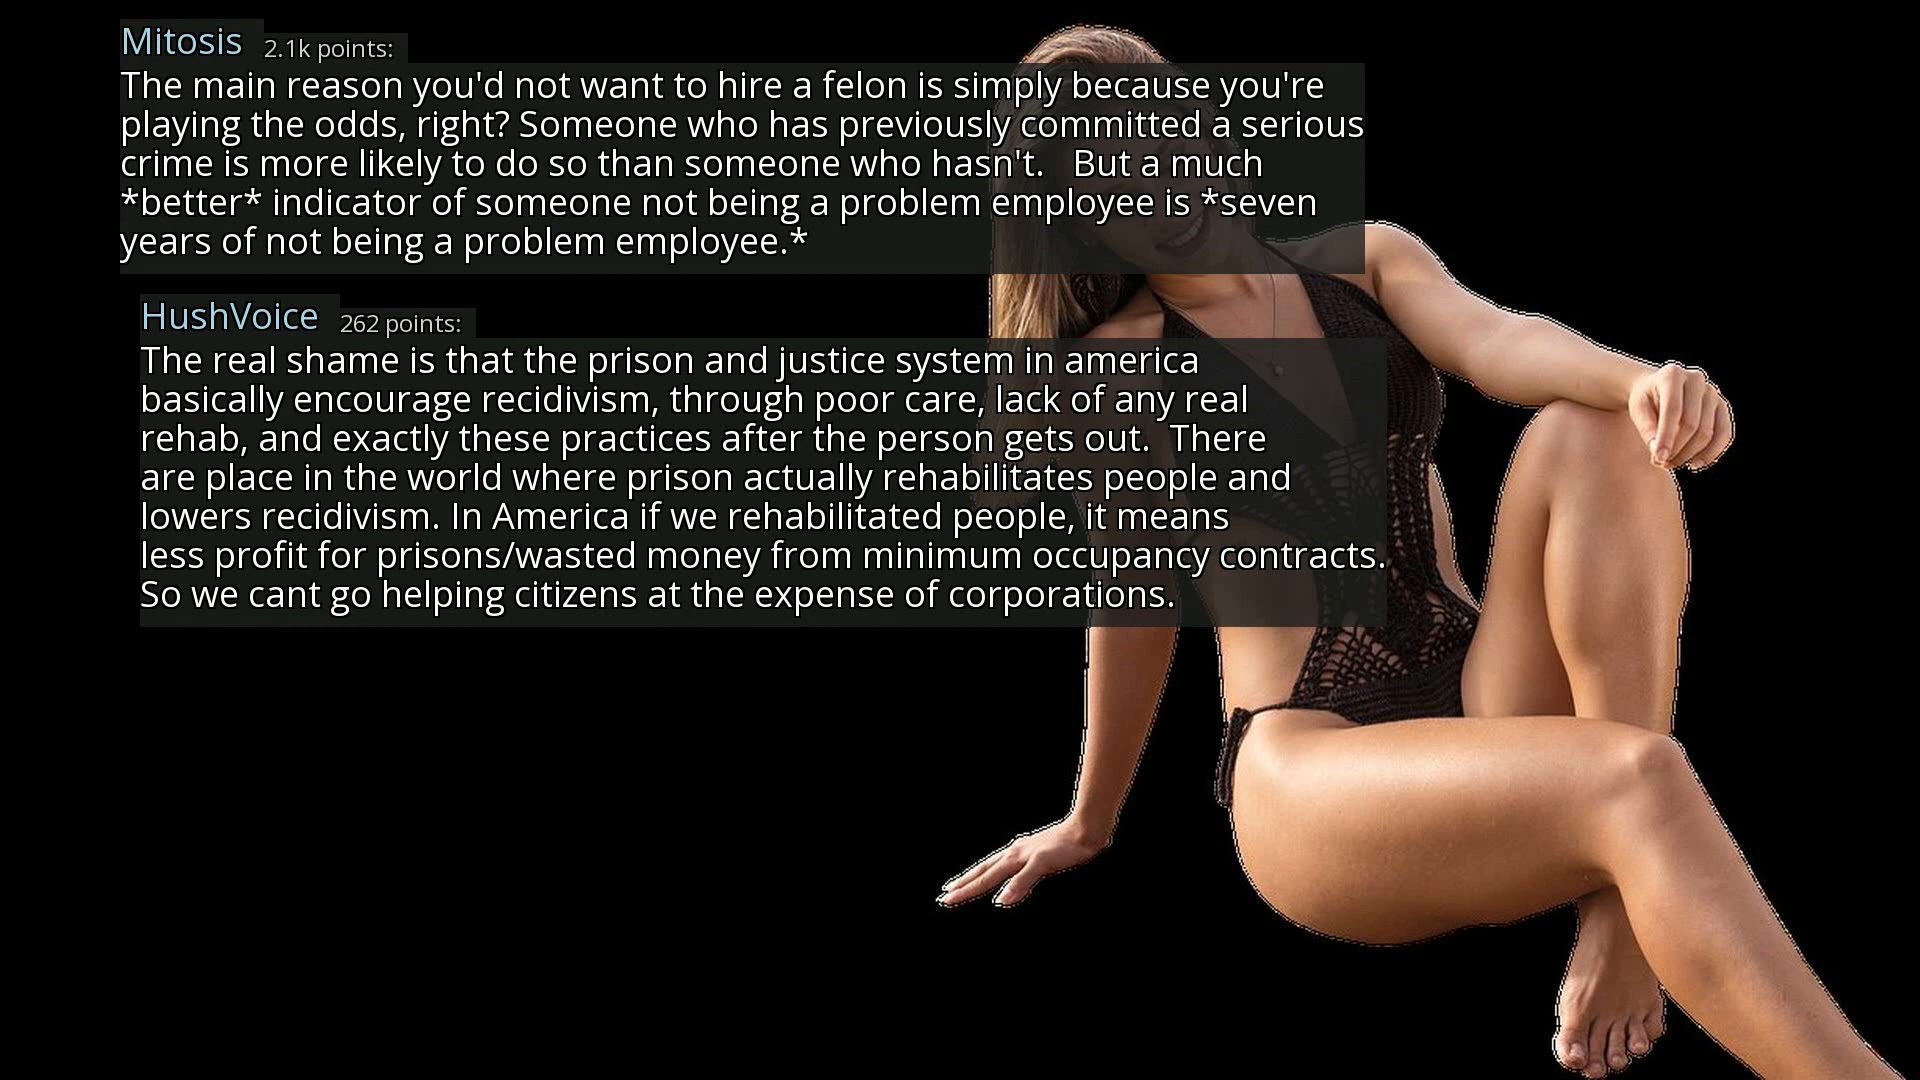 Mitosis 2.1k points:
The main reason you'd not want to hire a felon is simply because you're
playing the odds, right? Someone who has previously committed a serious
crime is more likely to do so than someone who hasn't.   But a much
*better* indicator of someone not being a problem employee is *seven
years of not being a problem employee.*
HushVoice 262 points:
The real shame is that the prison and justice system in america
basically encourage recidivism, through poor care, lack of any real
rehab, and exactly these practices after the person gets out.  There
are place in the world where prison actually rehabilitates people and
lowers recidivism. In America if we rehabilitated people, it means
less profit for prisons/wasted money from minimum occupancy contracts.
So we cant go helping citizens at the expense of corporations.